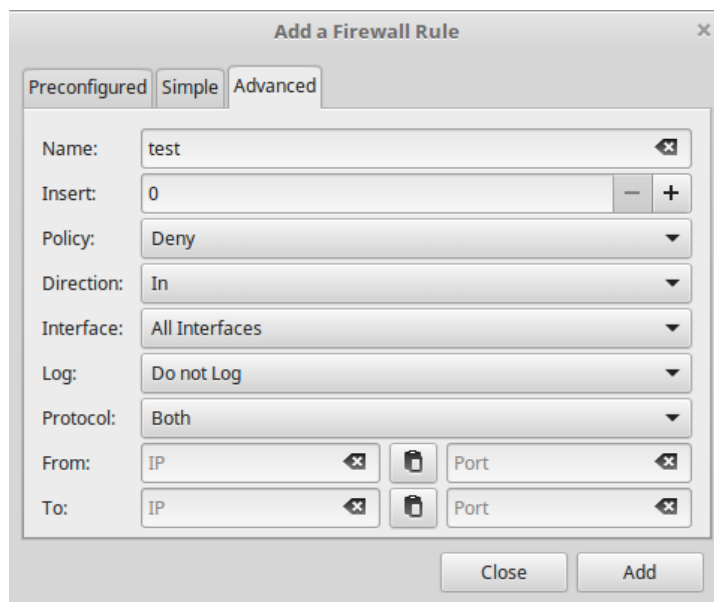 Add a Firewall Rule
Preconfigured Simple Advanced
Name: test
Insert: 0
Policy: Deny
Direction: In
Interface: All Interfaces
Log: Do not Log
Protocol: Both
From: IP Port
To: IP Port
Close Add